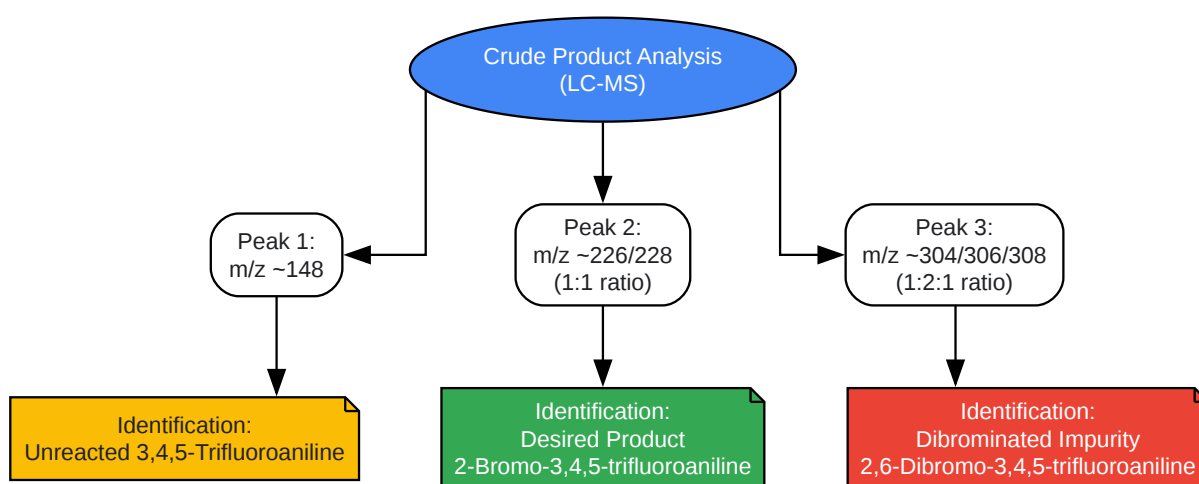 Crude Product Analysis
(LC-MS)
Peak 1:
m/z ~148
Peak 2:
m/z ~226/228
(1:1 ratio)
Peak 3:
m/z ~304/306/308
(1:2:1 ratio)
Identification:
Unreacted 3,4,5-Trifluoroaniline
Identification:
Desired Product
2-Bromo-3,4,5-trifluoroaniline
Identification:
Dibrominated Impurity
2,6-Dibromo-3,4,5-trifluoroaniline